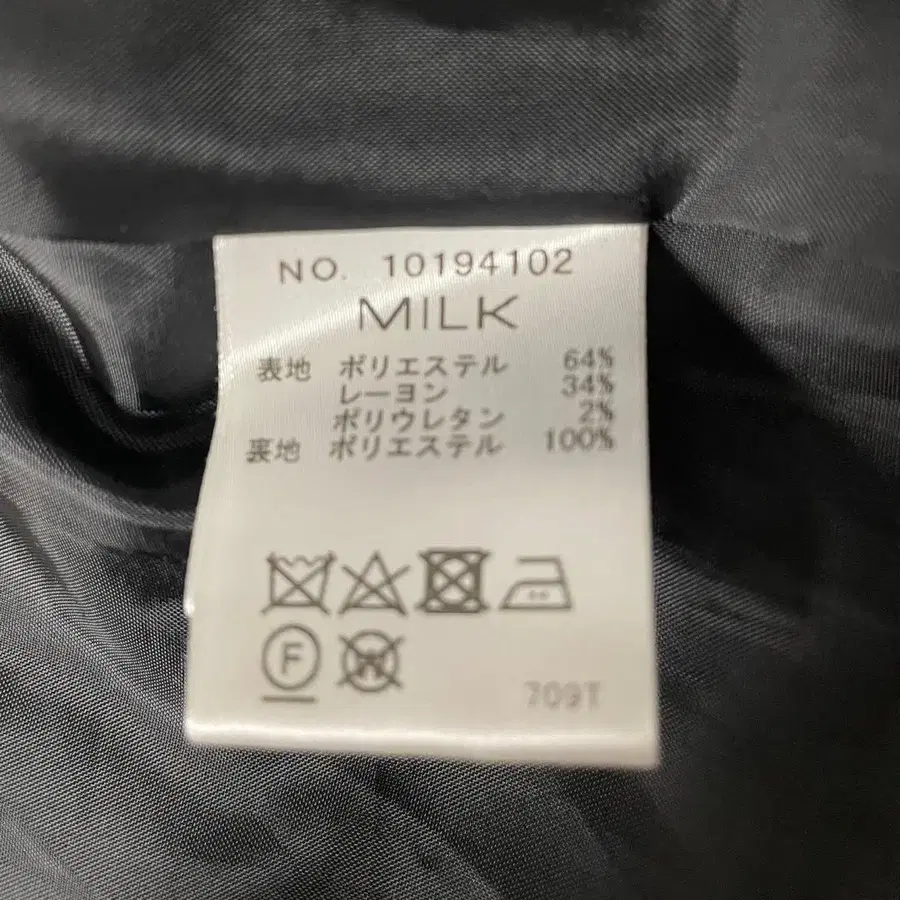 NO. 10194102
MILK
表地 ポリエステル 64%
レーヨン 34%
ポリウレタン 2%
裏地 ポリエステル 100%
F W
709T